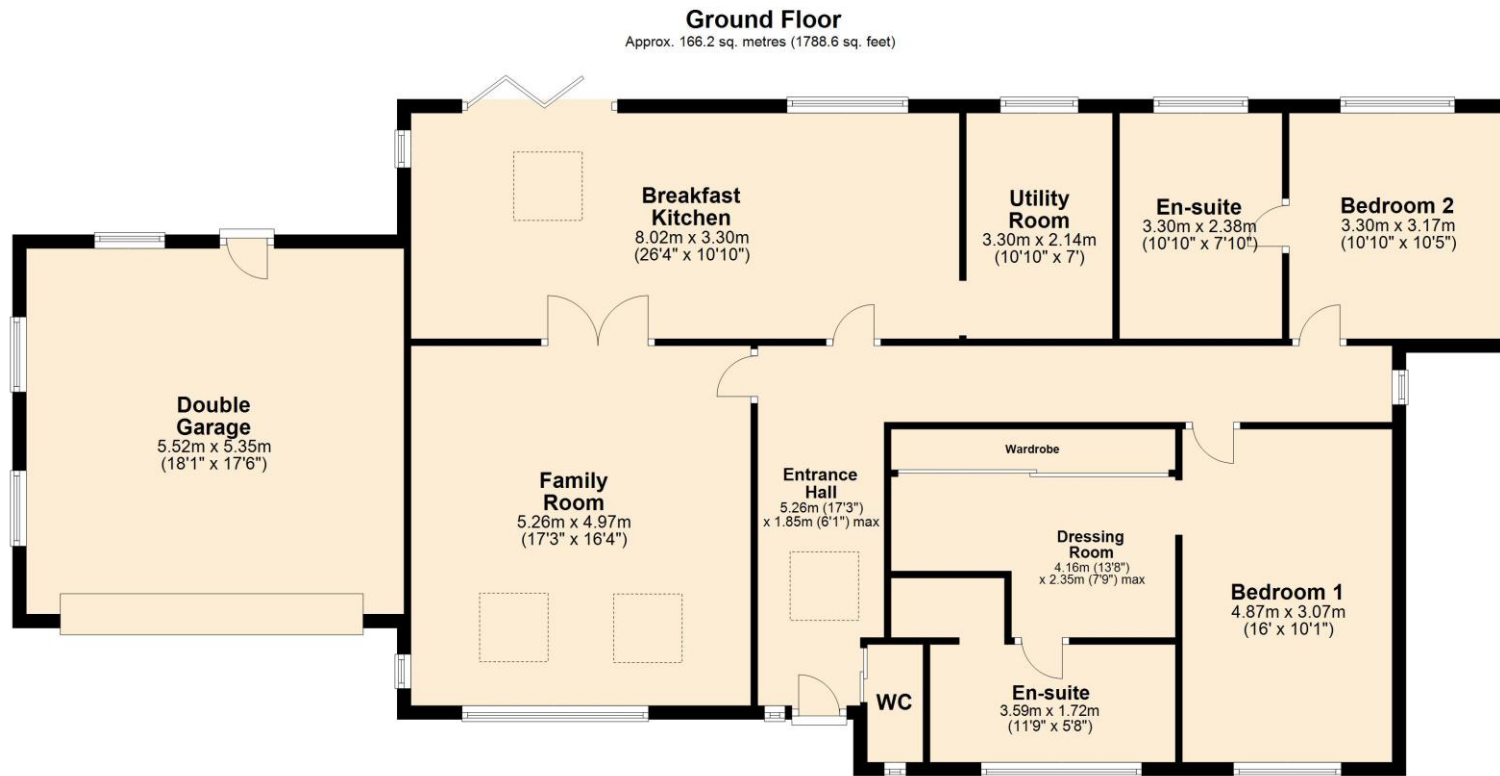 Ground Floor
Approx. 166.2 sq. metres (1788.6 sq. feet)
Breakfast
Kitchen
8.02m x 3.30m
(26'4" x 10'10")
Utility
Room
3.30m x 2.14m
(10'10" x 7')
En-suite
3.30m x 2.38m
(10'10" x 7'10")
Bedroom 2
3.30m x 3.17m
(10'10" x 10'5")
Double
Garage
5.52m x 5.35m
(18'1" x 17'6")
Family
Room
5.26m x 4.97m
(17'3" x 16'4")
Entrance
Hall
5.26m (17'3")
x 1.85m (6'1") max
Wardrobe
Dressing
Room
4.16m (13'8")
x 2.35m (7'9") max
Bedroom 1
4.87m x 3.07m
(16' x 10'1")
WC
En-suite
3.59m x 1.72m
(11'9" x 5'8")